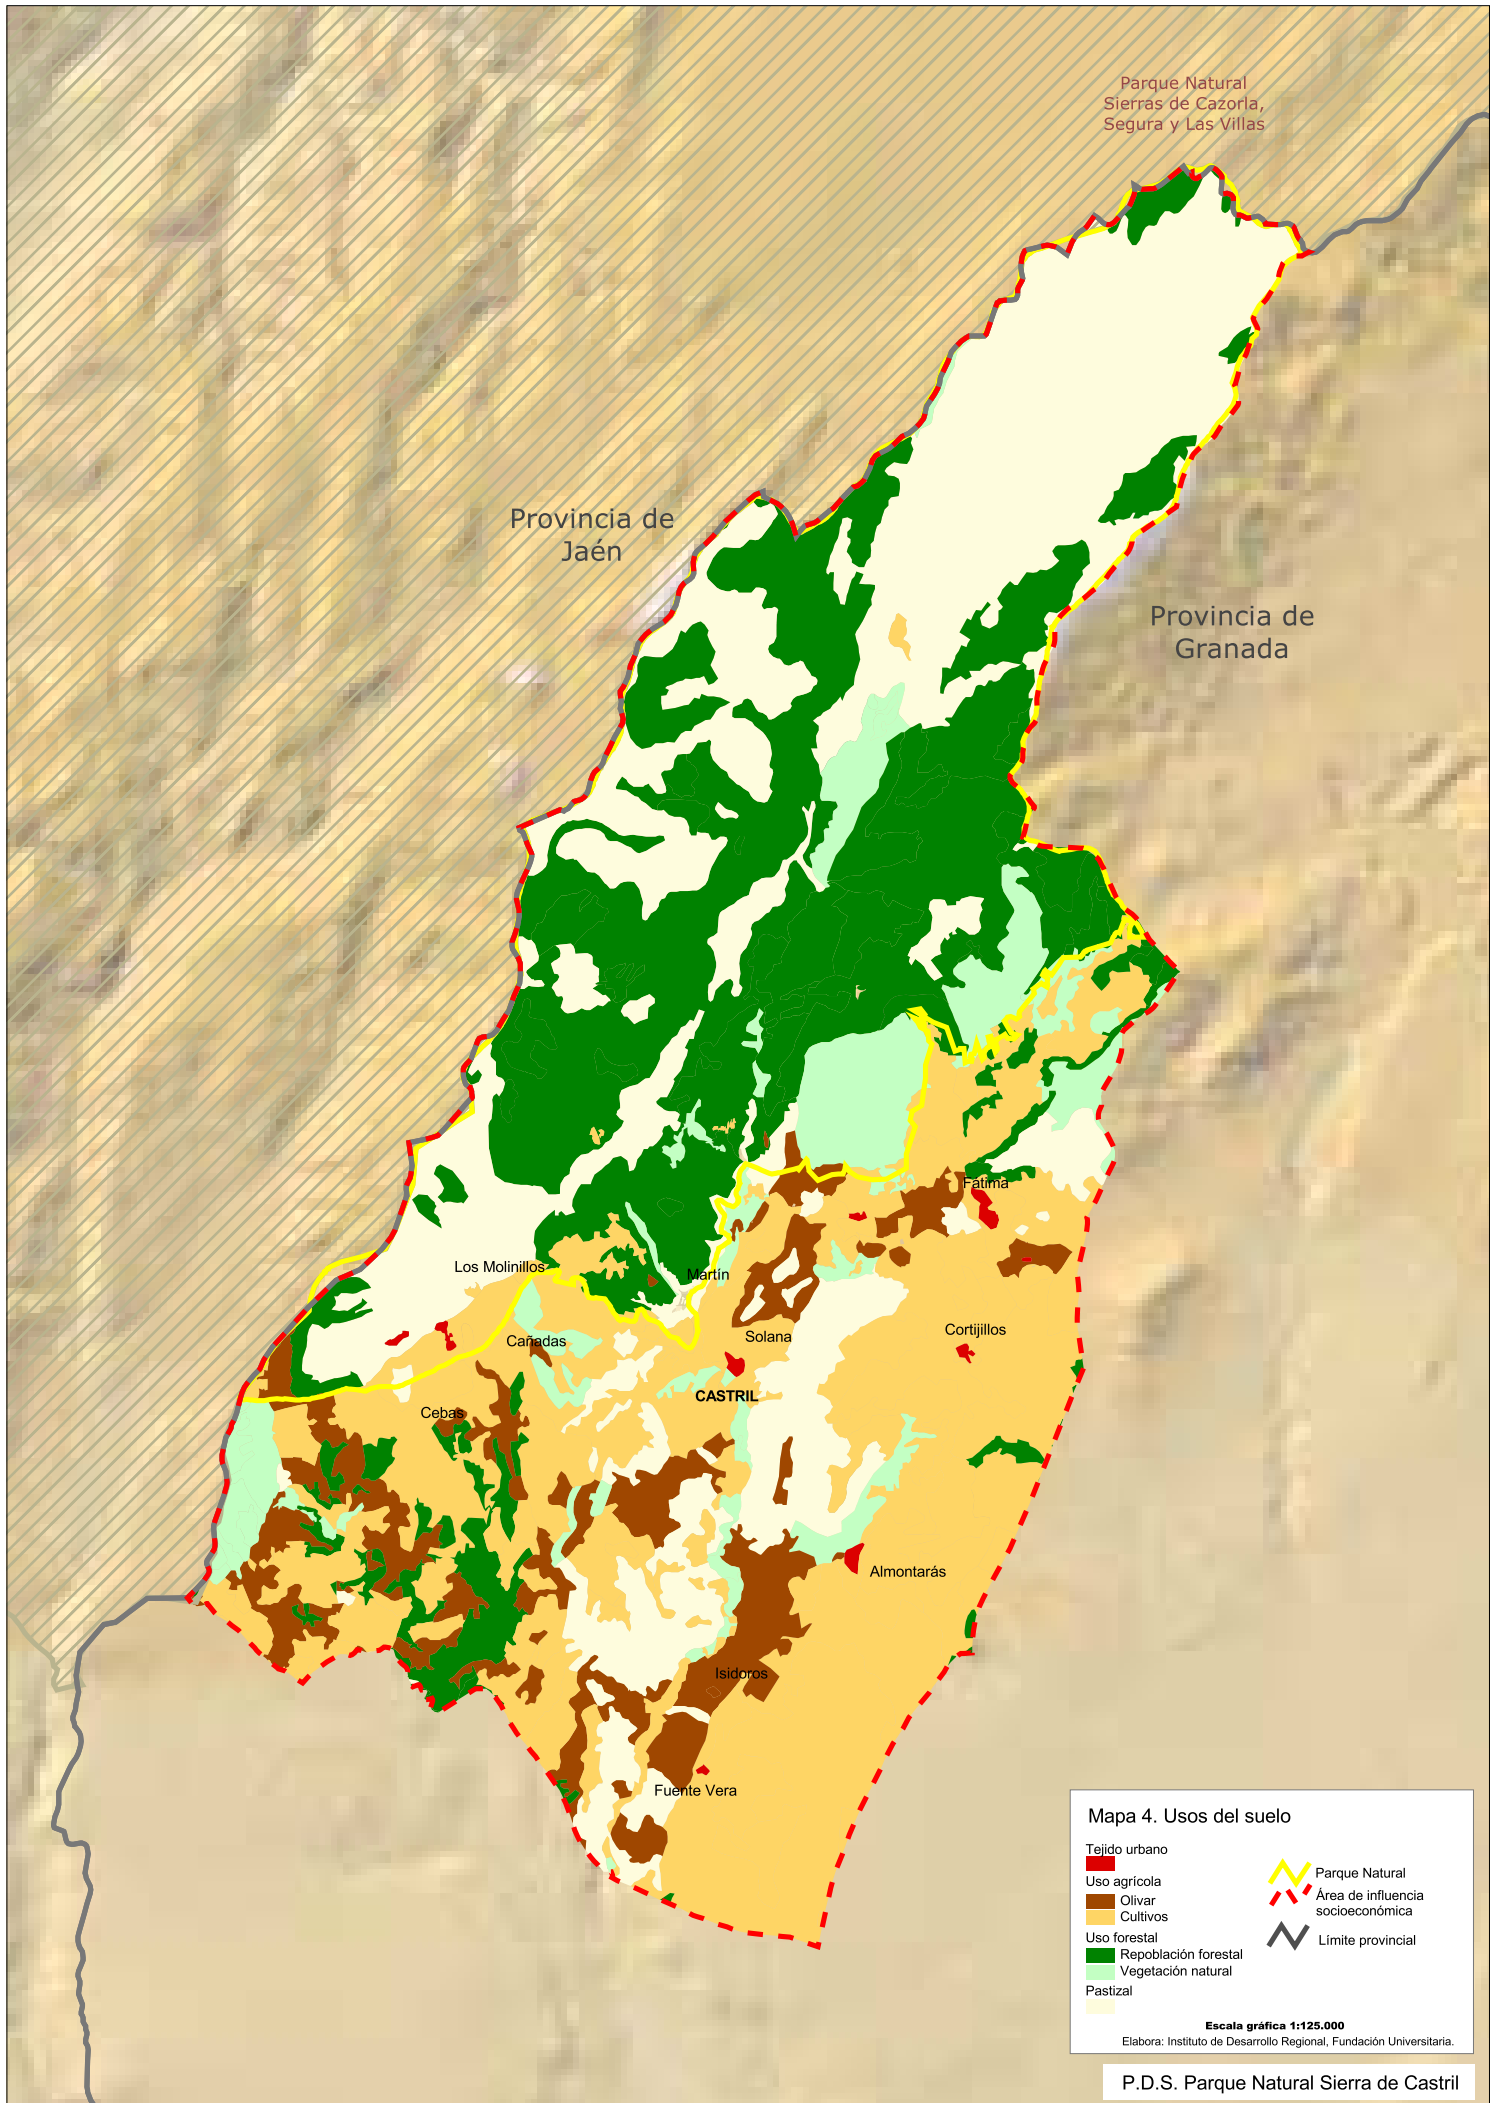 Parque Natural
Sierras de Cazorla,
Segura y Las Villas
Provincia de
Jaén
Provincia de
Granada
Fatima
Los Molinillos
Martín
Cañadas
Solana
Cortijillos
CASTRIL
Cebas
Almontarás
Isidoros
Fuente Vera
Mapa 4. Usos del suelo
Tejido urbano
Uso agrícola
Olivar
Cultivos
Uso forestal
Repoblación forestal
Vegetación natural
Pastizal
Parque Natural
Área de influencia
socioeconómica
Límite provincial
Escala gráfica 1:125.000
Elabora: Instituto de Desarrollo Regional, Fundación Universitaria.
P.D.S. Parque Natural Sierra de Castril